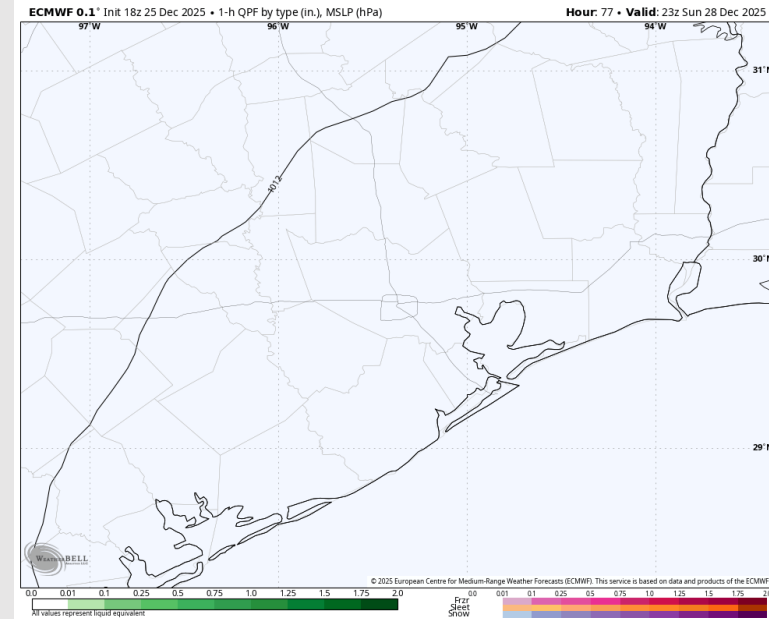 ECMWF 0.1° Init 18z 25 Dec 2025 • 1-h QPF by type (in.), MSLP (hPa)
Hour: 77 • Valid: 23z Sun 28 Dec 2025
97°W 96°W 95°W 94°W
31°N
1012
30°N
29°N
WEATHERBELL
© 2025 European Centre for Medium-Range Weather Forecasts (ECMWF). This service is based on data and products of the ECMWF
0.0 0.01 0.1 0.25 0.5 0.75 1.0 1.25 1.5 1.75 2.0
All values represent liquid equivalent
0.0 0.01 0.1 0.25 0.5 0.75 1.0 1.25 1.5 1.75 2.0
Frzr
Sleet
Snow